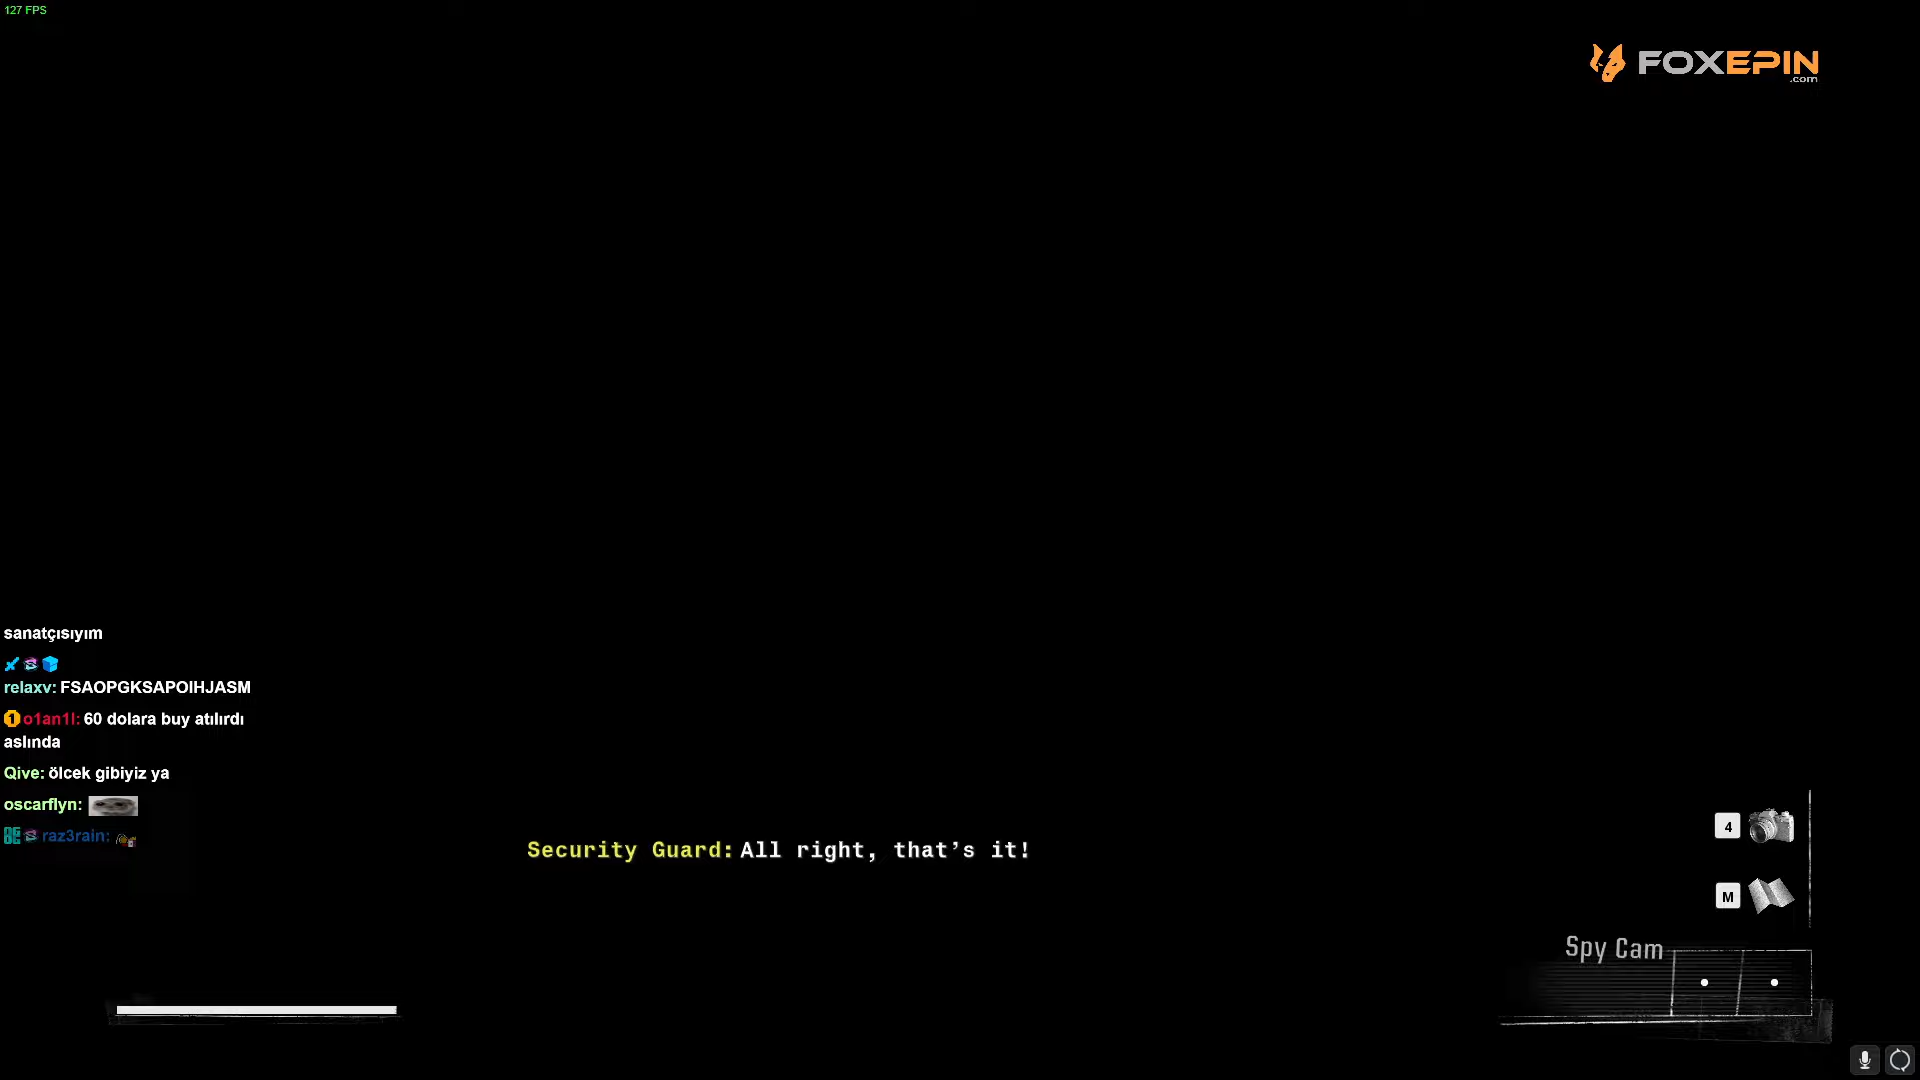 127 FPS
FOXEPIN
.com
sanatçısıyım
relaxv: FSAOPGKSAPOIHJASM
1 o1an1l: 60 dolara buy atılırdı
aslında
Qive: ölcek gibiyiz ya
oscarflyn:
raz3rain:
Security Guard: All right, that's it!
4
M
Spy Cam